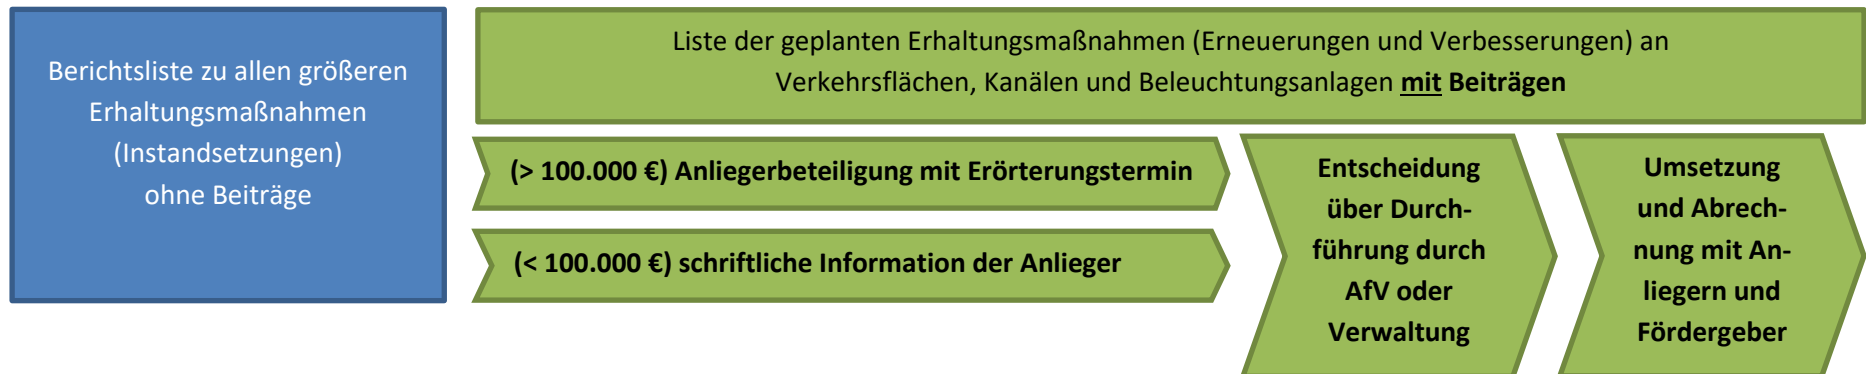 Berichtsliste zu allen größeren
Erhaltungsmaßnahmen
(Instandsetzungen)
ohne Beiträge
Liste der geplanten Erhaltungsmaßnahmen (Erneuerungen und Verbesserungen) an
Verkehrsflächen, Kanälen und Beleuchtungsanlagen mit Beiträgen
(> 100.000 €) Anliegerbeteiligung mit Erörterungstermin
(< 100.000 €) schriftliche Information der Anlieger
Entscheidung
über Durch-
führung durch
AfV oder
Verwaltung
Umsetzung
und Abrech-
nung mit An-
liegern und
Fördergeber